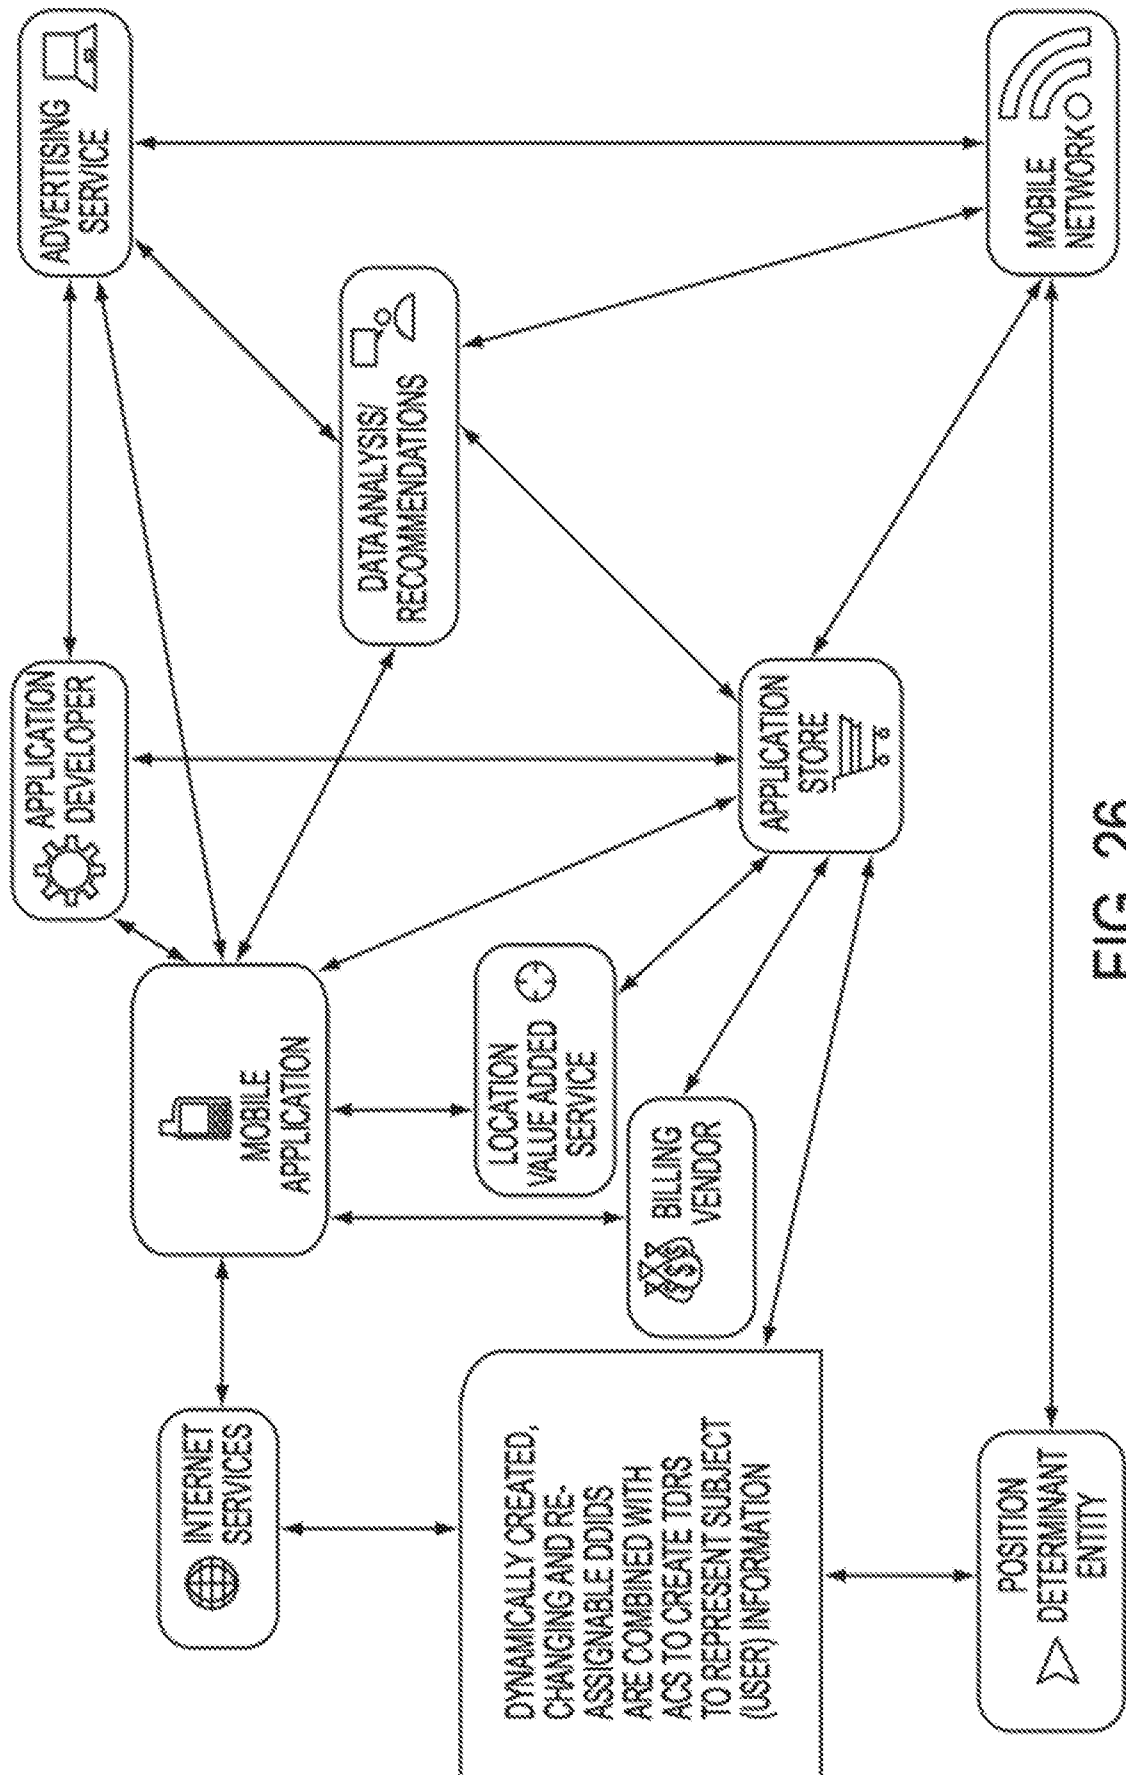 APPLICATION
DEVELOPER
ADVERTISING
SERVICE
INTERNET
SERVICES
MOBILE
APPLICATION
DATA ANALYSIS/
RECOMMENDATIONS
LOCATION
VALUE ADDED
SERVICE
DYNAMICALLY CREATED,
CHANGING AND RE-
ASSIGNABLE DDIDS
ARE COMBINED WITH
ACS TO CREATE TDRS
TO REPRESENT SUBJECT
(USER) INFORMATION
BILLING
VENDOR
APPLICATION
STORE
POSITION
DETERMINANT
ENTITY
MOBILE
NETWORK
FIG. 26